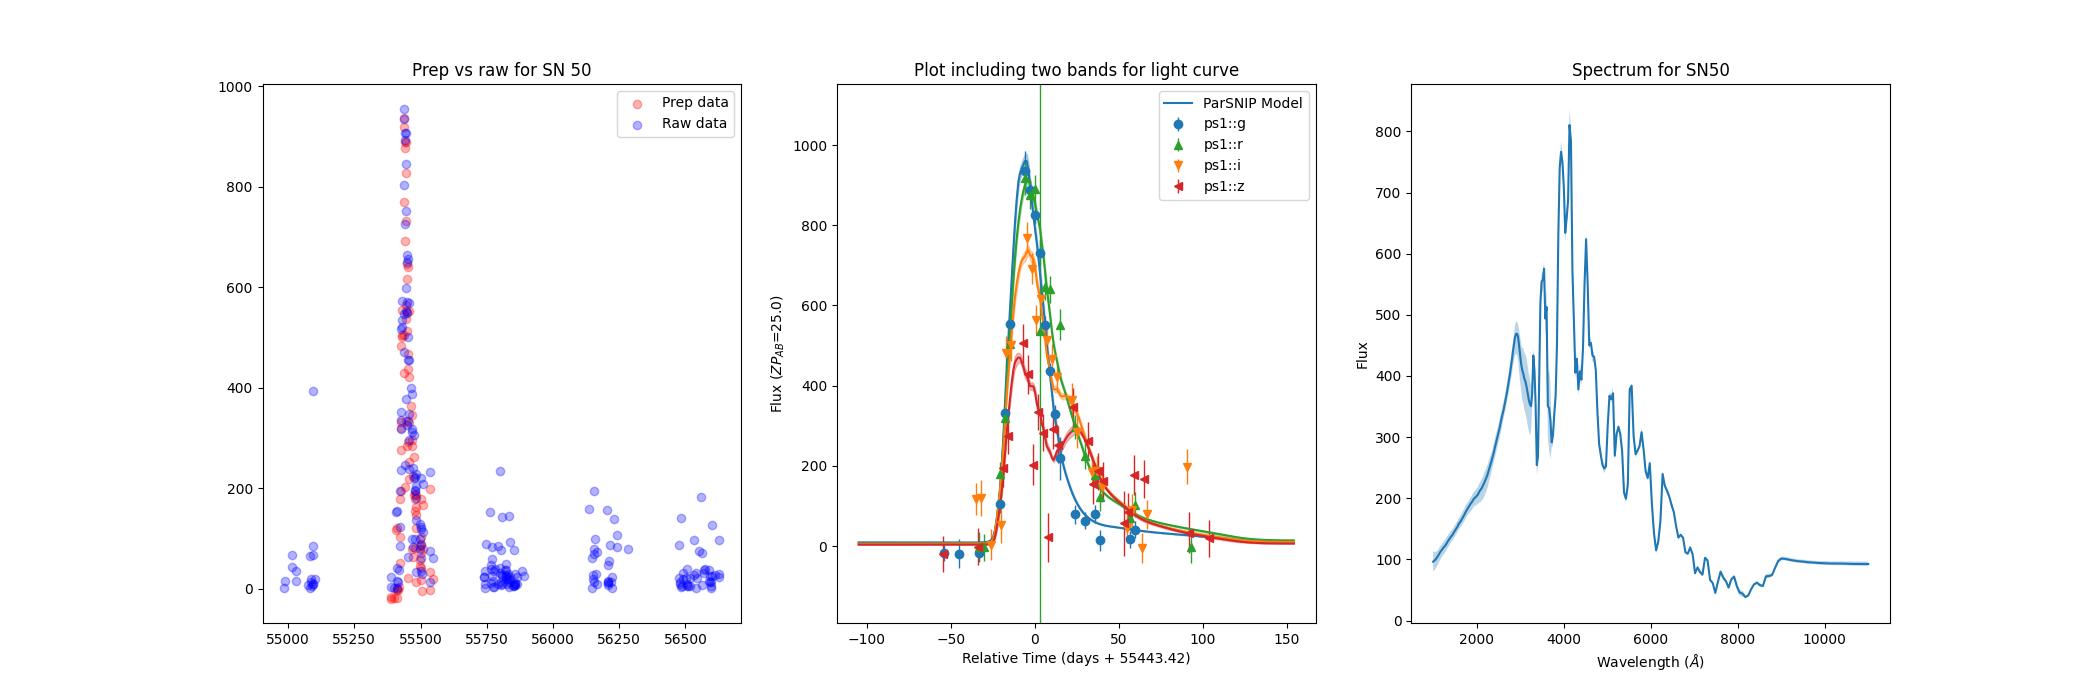 Prep vs raw for SN 50
1000
800
600
400
200
0
55000
55250
55500
55750
56000
56250
56500
Prep data
Raw data
Plot including two bands for light curve
Flux (ZP_AB=25.0)
1000
800
600
400
200
0
−100
−50
0
50
100
150
Relative Time (days + 55443.42)
ParSNIP Model
ps1::g
ps1::r
ps1::i
ps1::z
Spectrum for SN50
Flux
800
700
600
500
400
300
200
100
0
2000
4000
6000
8000
10000
Wavelength (Å)